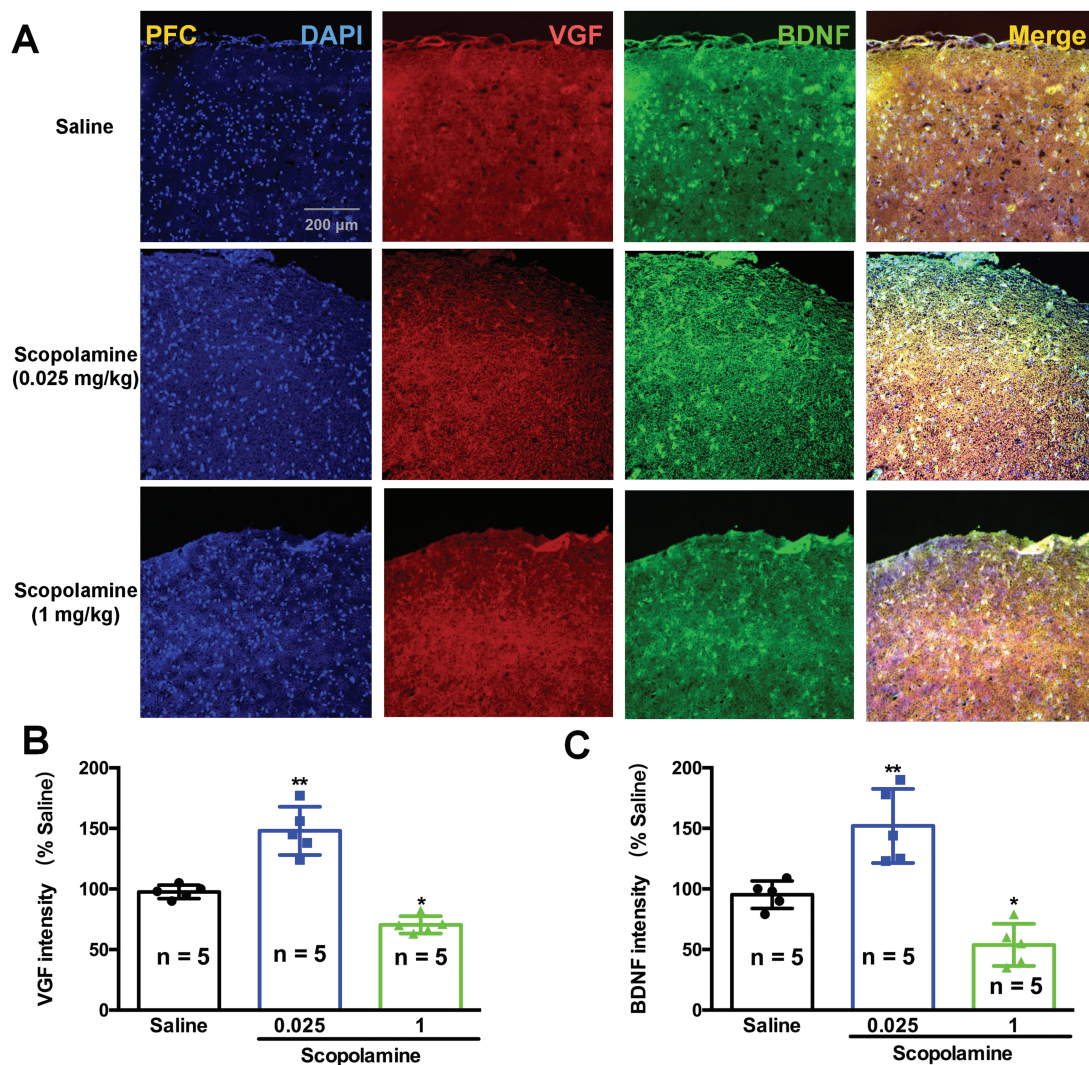 A
PFC DAPI VGF BDNF Merge
Saline
200 µm
Scopolamine
(0.025 mg/kg)
Scopolamine
(1 mg/kg)
B
VGF intensity (% Saline)
200
150
100
50
0
**
*
n = 5 n = 5 n = 5
Saline 0.025 1
Scopolamine
C
BDNF intensity (% Saline)
200
150
100
50
0
**
*
n = 5 n = 5 n = 5
Saline 0.025 1
Scopolamine